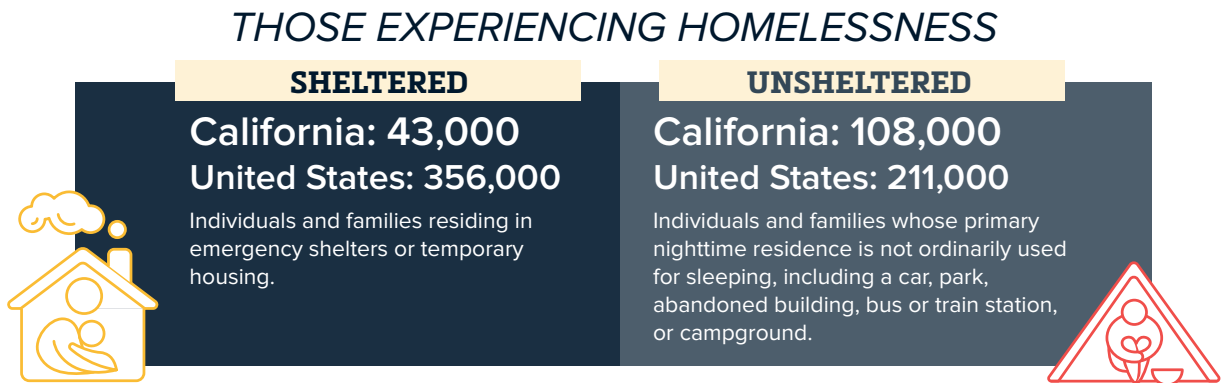 THOSE EXPERIENCING HOMELESSNESS
SHELTERED
California: 43,000
United States: 356,000
Individuals and families residing in
emergency shelters or temporary
housing.
UNSHELTERED
California: 108,000
United States: 211,000
Individuals and families whose primary
nighttime residence is not ordinarily used
for sleeping, including a car, park,
abandoned building, bus or train station,
or campground.